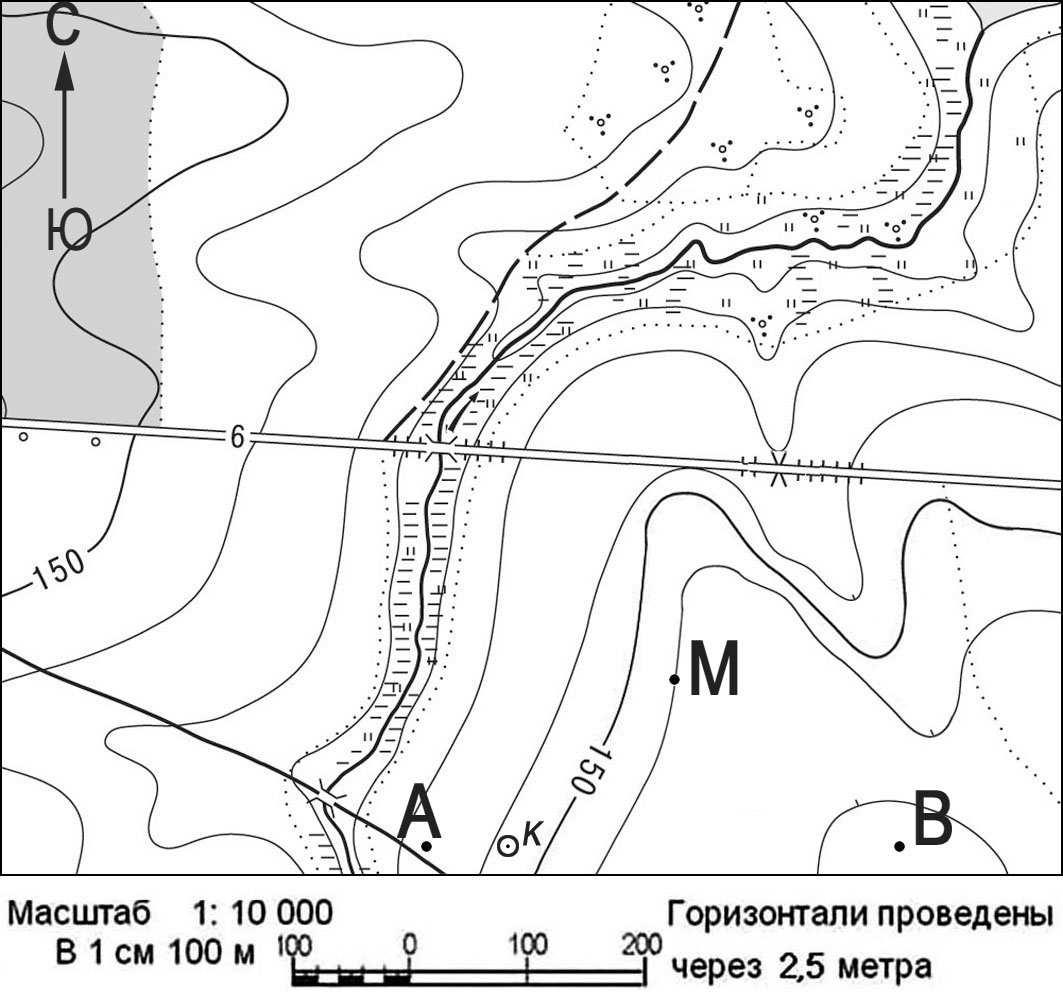 С
Ю
6
150
М
150
А
К
В
Масштаб 1: 10 000
В 1 см 100 м
100 0 100 200
Горизонтали проведены
через 2,5 метра